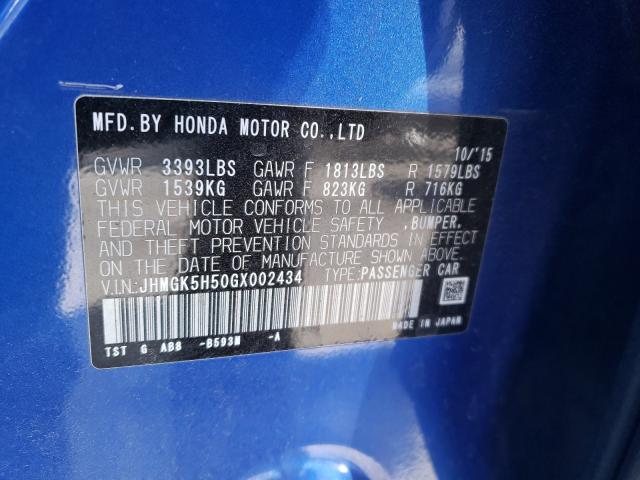 MFD.BY HONDA MOTOR CO.,LTD
10/'15
GVWR 3393LBS GAWR F 1813LBS R 1579LBS
GVWR 1539KG GAWR F 823KG R 716KG
THIS VEHICLE CONFORMS TO ALL APPLICABLE
FEDERAL MOTOR VEHICLE SAFETY ,BUMPER,
AND THEFT PREVENTION STANDARDS IN EFFECT
ON THE DATE OF MANUFACTURE SHOWN ABOVE.
V.I.N:JHMGK5H50GX002434 TYPE:PASSENGER CAR
TST G AB8 -B593M -A
MADE IN JAPAN